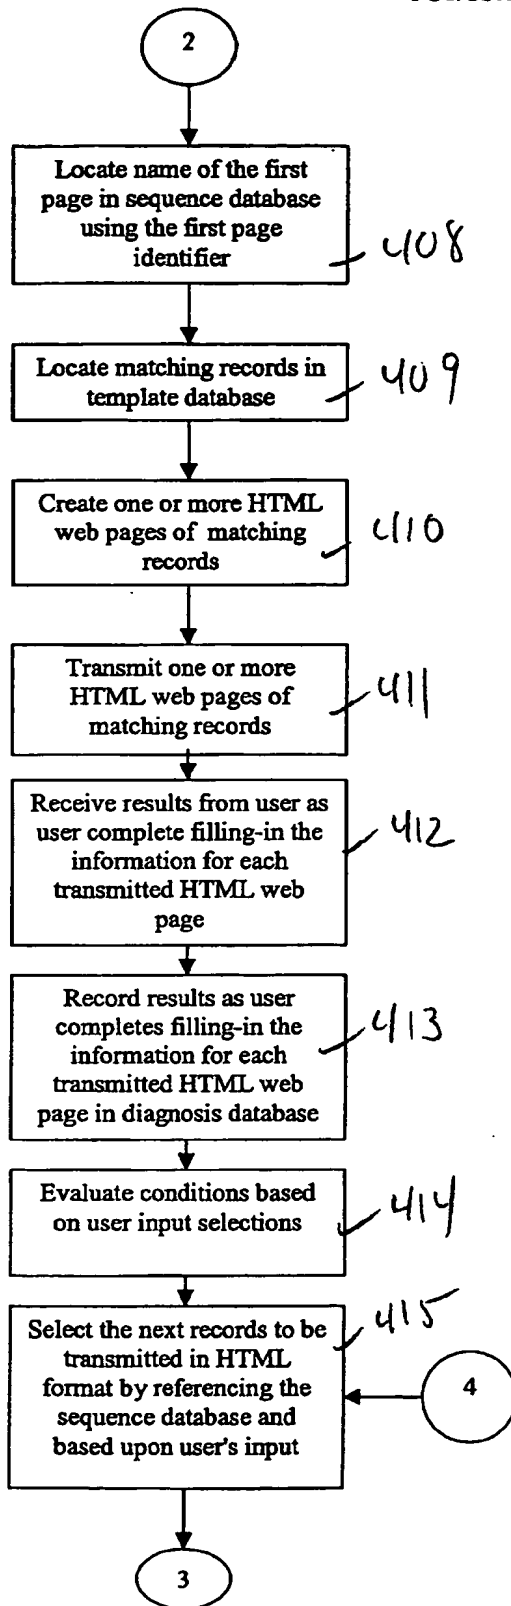 2
Locate name of the first
page in sequence database
using the first page
identifier
408
Locate matching records in
template database
409
Create one or more HTML
web pages of matching
records
410
Transmit one or more
HTML web pages of
matching records
411
Receive results from user as
user complete filling-in the
information for each
transmitted HTML web
page
412
Record results as user
completes filling-in the
information for each
transmitted HTML web
page in diagnosis database
413
Evaluate conditions based
on user input selections
414
Select the next records to be
transmitted in HTML
format by referencing the
sequence database and
based upon user's input
415
4
3